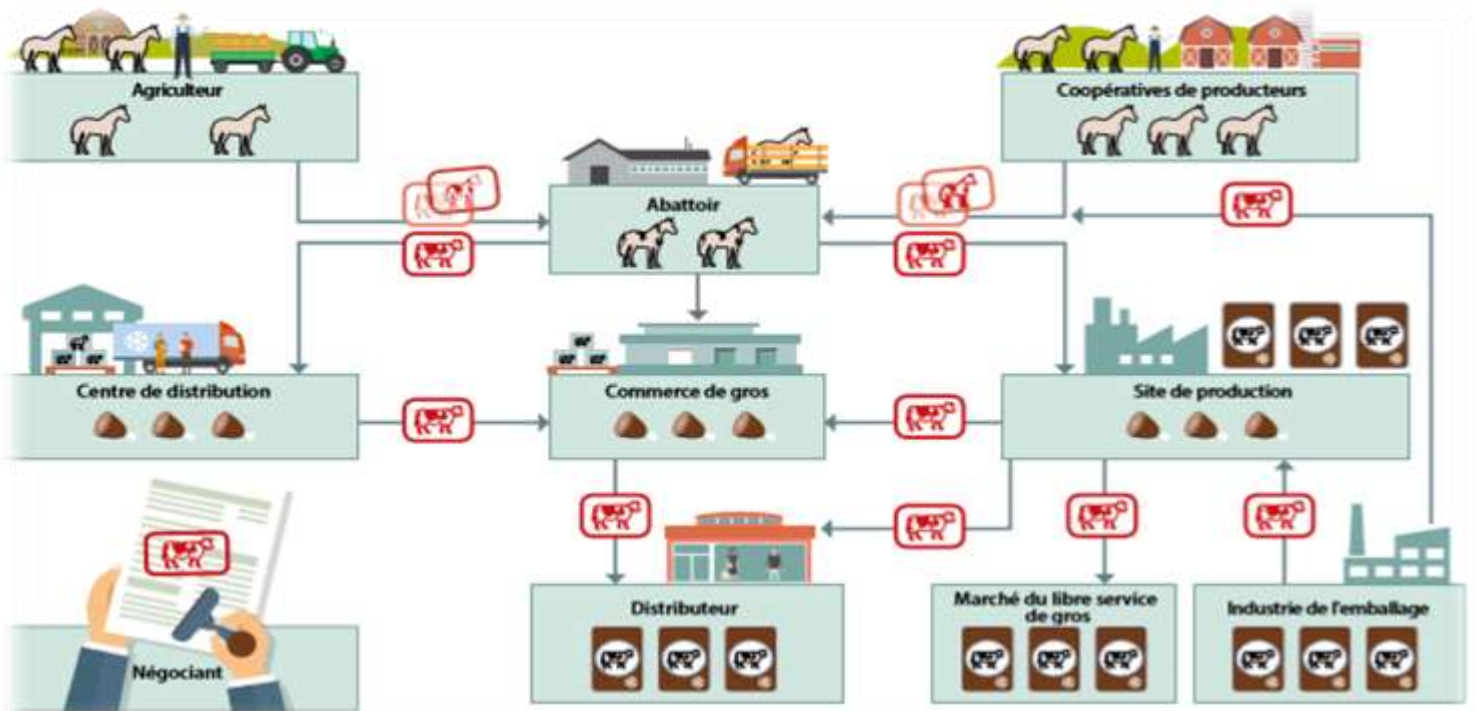 Agriculteur
Coopératives de producteurs
Abattoir
Centre de distribution
Commerce de gros
Site de production
Négociant
Distributeur
Marché du libre service
de gros
Industrie de l'emballage